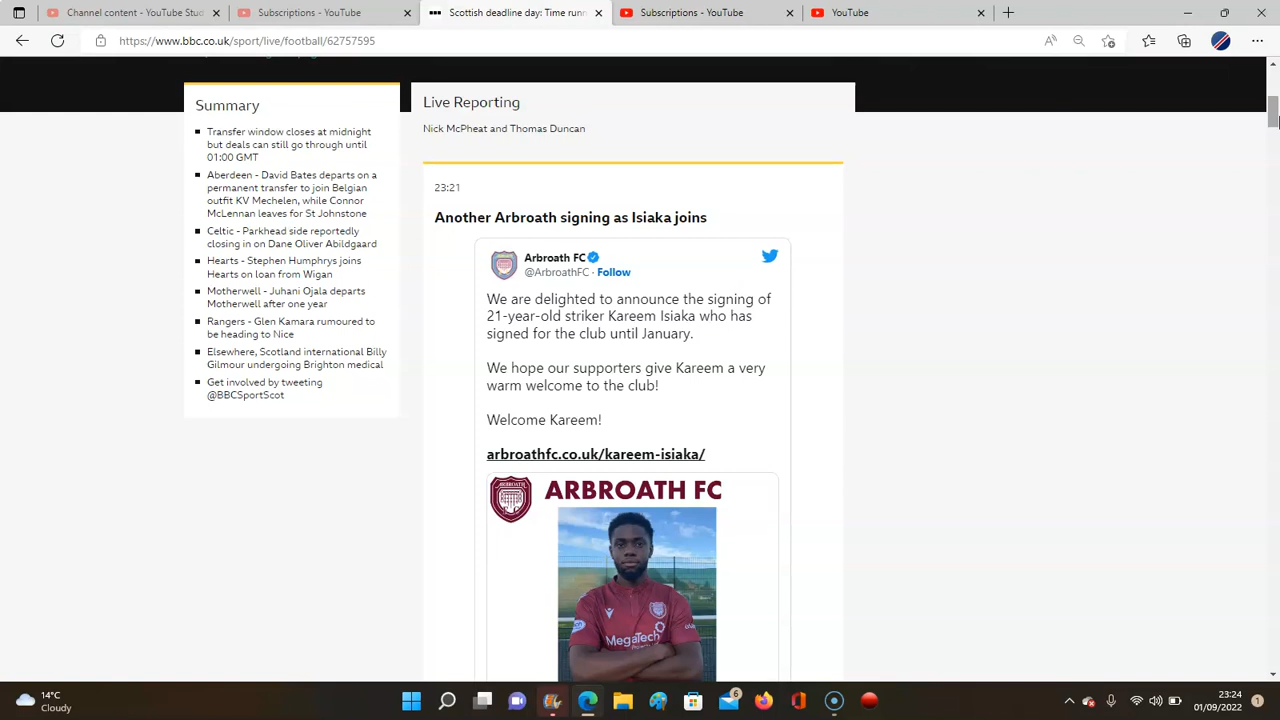 Channel content - YouTube Stud
Subscriptions - YouTube
Scottish deadline day: Time runn
Subscriptions - YouTube
YouTube
https://www.bbc.co.uk/sport/live/football/62757595
Summary
Transfer window closes at midnight
but deals can still go through until
01:00 GMT
Aberdeen - David Bates departs on a
permanent transfer to join Belgian
outfit KV Mechelen, while Connor
McLennan leaves for St Johnstone
Celtic - Parkhead side reportedly
closing in on Dane Oliver Abildgaard
Hearts - Stephen Humphrys joins
Hearts on loan from Wigan
Motherwell - Juhani Ojala departs
Motherwell after one year
Rangers - Glen Kamara rumoured to
be heading to Nice
Elsewhere, Scotland international Billy
Gilmour undergoing Brighton medical
Get involved by tweeting
@BBCSportScot
Live Reporting
Nick McPheat and Thomas Duncan
23:21
Another Arbroath signing as Isiaka joins
Arbroath FC
@ArbroathFC · Follow
We are delighted to announce the signing of
21-year-old striker Kareem Isiaka who has
signed for the club until January.
We hope our supporters give Kareem a very
warm welcome to the club!
Welcome Kareem!
arbroathfc.co.uk/kareem-isiaka/
ARBROATH FC
MEGATECH
14°C
Cloudy
6
23:24
01/09/2022
1